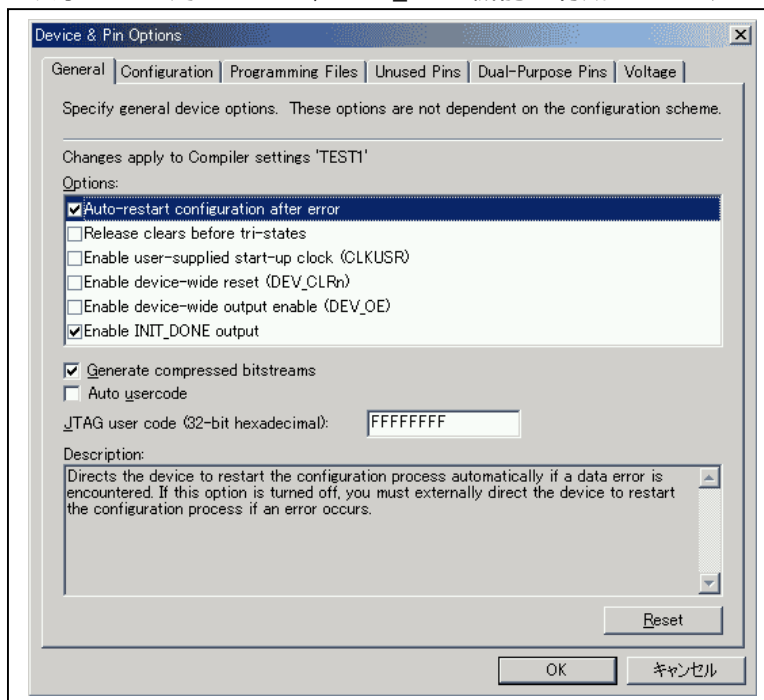 Device & Pin Options
General Configuration Programming Files Unused Pins Dual-Purpose Pins Voltage
Specify general device options. These options are not dependent on the configuration scheme.
Changes apply to Compiler settings 'TEST1'
Options:
Auto-restart configuration after error
Release clears before tri-states
Enable user-supplied start-up clock (CLKUSR)
Enable device-wide reset (DEV_CLRn)
Enable device-wide output enable (DEV_OE)
Enable INIT_DONE output
Generate compressed bitstreams
Auto usercode
JTAG user code (32-bit hexadecimal): FFFFFFFF
Description:
Directs the device to restart the configuration process automatically if a data error is
encountered. If this option is turned off, you must externally direct the device to restart
the configuration process if an error occurs.
Reset
OK キャンセル